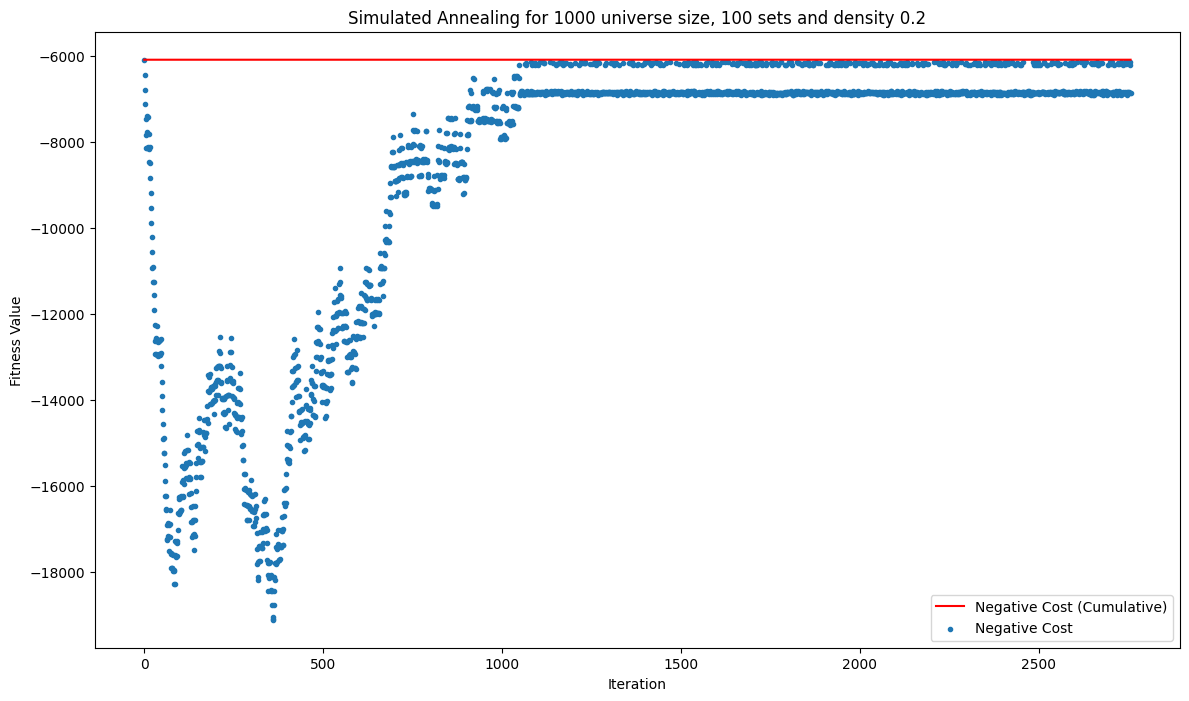 Simulated Annealing for 1000 universe size, 100 sets and density 0.2
−6000
−8000
−10000
−12000
−14000
−16000
−18000
Fitness Value
Negative Cost (Cumulative)
Negative Cost
0
500
1000
1500
2000
2500
Iteration